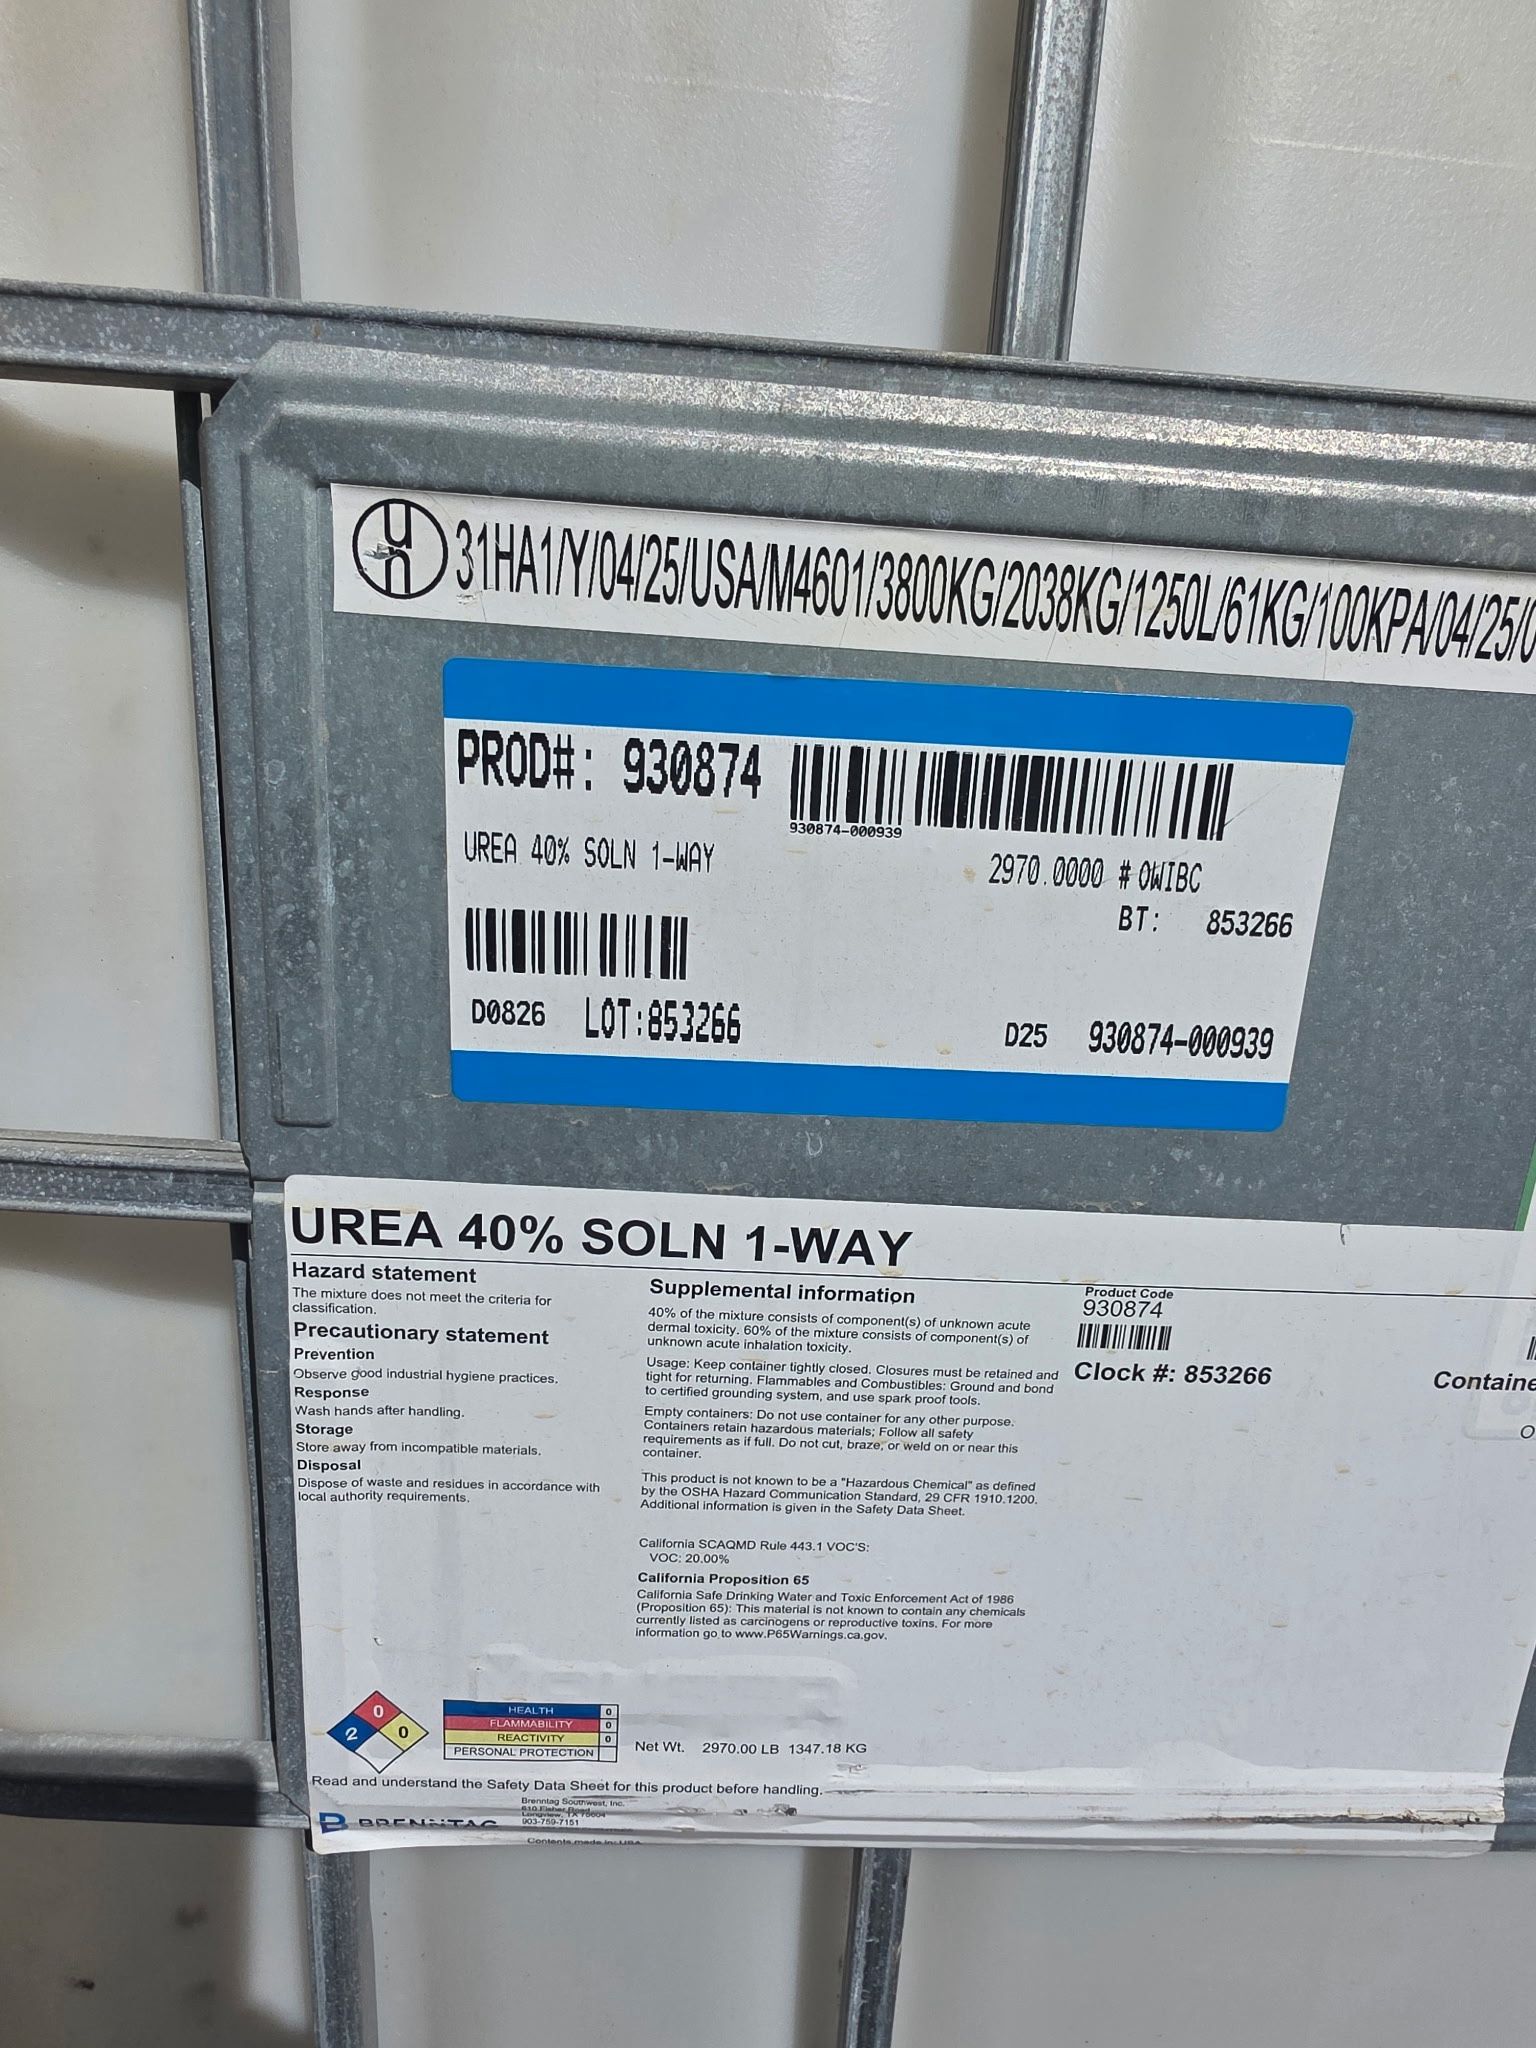 un 31HA1/Y/04/25/USA/M4601/3800KG/2038KG/1250L/61KG/100KPA/04/25/
PROD#: 930874
930874-000939
UREA 40% SOLN 1-WAY
2970.0000 # OWIBC
BT: 853266
D0826 LOT:853266
D25 930874-000939
UREA 40% SOLN 1-WAY
Hazard statement
The mixture does not meet the criteria for
classification.
Precautionary statement
Prevention
Observe good industrial hygiene practices.
Response
Wash hands after handling.
Storage
Store away from incompatible materials.
Disposal
Dispose of waste and residues in accordance with
local authority requirements.
Supplemental information
40% of the mixture consists of component(s) of unknown acute
dermal toxicity. 60% of the mixture consists of component(s) of
unknown acute inhalation toxicity.
Usage: Keep container tightly closed. Closures must be retained and
tight for returning. Flammables and Combustibles: Ground and bond
to certified grounding system, and use spark proof tools.
Empty containers: Do not use container for any other purpose.
Containers retain hazardous materials; Follow all safety
requirements as if full. Do not cut, braze, or weld on or near this
container.
This product is not known to be a "Hazardous Chemical" as defined
by the OSHA Hazard Communication Standard, 29 CFR 1910.1200.
Additional information is given in the Safety Data Sheet.
California SCAQMD Rule 443.1 VOC'S:
VOC: 20.00%
California Proposition 65
California Safe Drinking Water and Toxic Enforcement Act of 1986
(Proposition 65): This material is not known to contain any chemicals
currently listed as carcinogens or reproductive toxins. For more
information go to www.P65Warnings.ca.gov.
Product Code
930874
Clock #: 853266
Containe
0
2
0
HEALTH 0
FLAMMABILITY 0
REACTIVITY 0
PERSONAL PROTECTION
Net Wt. 2970.00 LB 1347.18 KG
Read and understand the Safety Data Sheet for this product before handling.
BRENNTAG
Brenntag Southwest, Inc.
610 Fisher Road
Longview, TX 75604
903-759-7151
Contents made in: USA